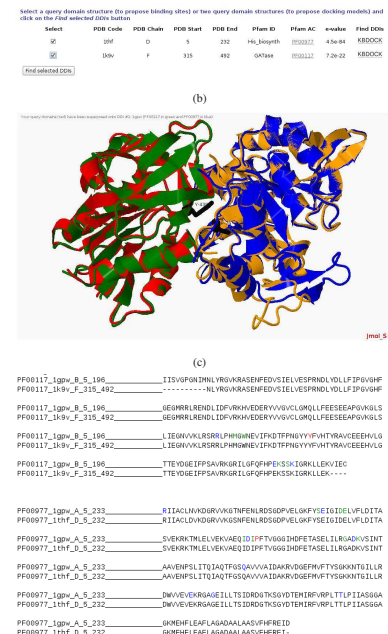 Select a query domain structure (to propose binding sites) or two query domain structures (to propose docking models) and
click on the Find selected DDIs button
Select PDB Code PDB Chain PDB Start PDB End Pfam ID Pfam AC e-value Find DDIs
1thf D 5 232 His_biosynth PF00977 4.5e-84 KBDOCK
1k9v F 315 492 GATase PF00117 7.2e-22 KBDOCK
Find selected DDIs
(b)
Jmol_S
(c)
PF00117_1gpw_B_5_196 IISVGPGNIMNLYRGVKRASENFEDVSIELVESPRNDLYDLLFIPGVGHF
PF00117_1k9v_F_315_492 ----------NLYRGVKRASENFEDVSIELVESPRNDLYDLLFIPGVGHF
PF00117_1gpw_B_5_196 GEGMRRLRENDLIDFVRKHVEDERYVVGVCLGMQLLFEESEEAPGVKGLS
PF00117_1k9v_F_315_492 GEGMRRLRENDLIDFVRKHVEDERYVVGVCLGMQLLFEESEEAPGVKGLS
PF00117_1gpw_B_5_196 LIEGNVVKLRSRRLPHMGWNEVIFKDTFPNGYYYFVHTYRAVCEEEHVLG
PF00117_1k9v_F_315_492 LIEGNVVKLRSRRLPHMGWNEVIFKDTFPNGYYYFVHTYRAVCEEEHVLG
PF00117_1gpw_B_5_196 TTEYDGEIFPSAVRKGRILGFQFHPEKSSKIGRKLLEKVIEC
PF00117_1k9v_F_315_492 TTEYDGEIFPSAVRKGRILGFQFHPEKSSKIGRKLLEK----
PF00977_1gpw_A_5_233 RIIACLNVKDGRVVKGTNFENLRDSGDPVELGKFYSEIGIDELVFLDITA
PF00977_1thf_D_5_232 RIIACLDVKDGRVVKGSNFENLRDSGDPVELGKFYSEIGIDELVFLDITA
PF00977_1gpw_A_5_233 SVEKRKTMLELVEKVAEQIDIPFTVGGGIHDFETASELILRGADKVSINT
PF00977_1thf_D_5_232 SVEKRKTMLELVEKVAEQIDIPFTVGGGIHDFETASELILRGADKVSINT
PF00977_1gpw_A_5_233 AAVENPSLITQIAQTFGSQAVVVAIDAKRVDGEFMVFTYSGKKNTGILLR
PF00977_1thf_D_5_232 AAVENPSLITQIAQTFGSQAVVVAIDAKRVDGEFMVFTYSGKKNTGILLR
PF00977_1gpw_A_5_233 DWVVEVEKRGAGEILLTSIDRDGTKSGYDTEMIRFVRPLTTLPIIASGGA
PF00977_1thf_D_5_232 DWVVEVEKRGAGEILLTSIDRDGTKSGYDTEMIRFVRPLTTLPIIASGGA
PF00977_1gpw_A_5_233 GKMEHFLEAFLAGADAALAASVFHFREID
PF00977_1thf_D_5_232 GKMEHFLEAFLAGADAALAASVFHFREI-